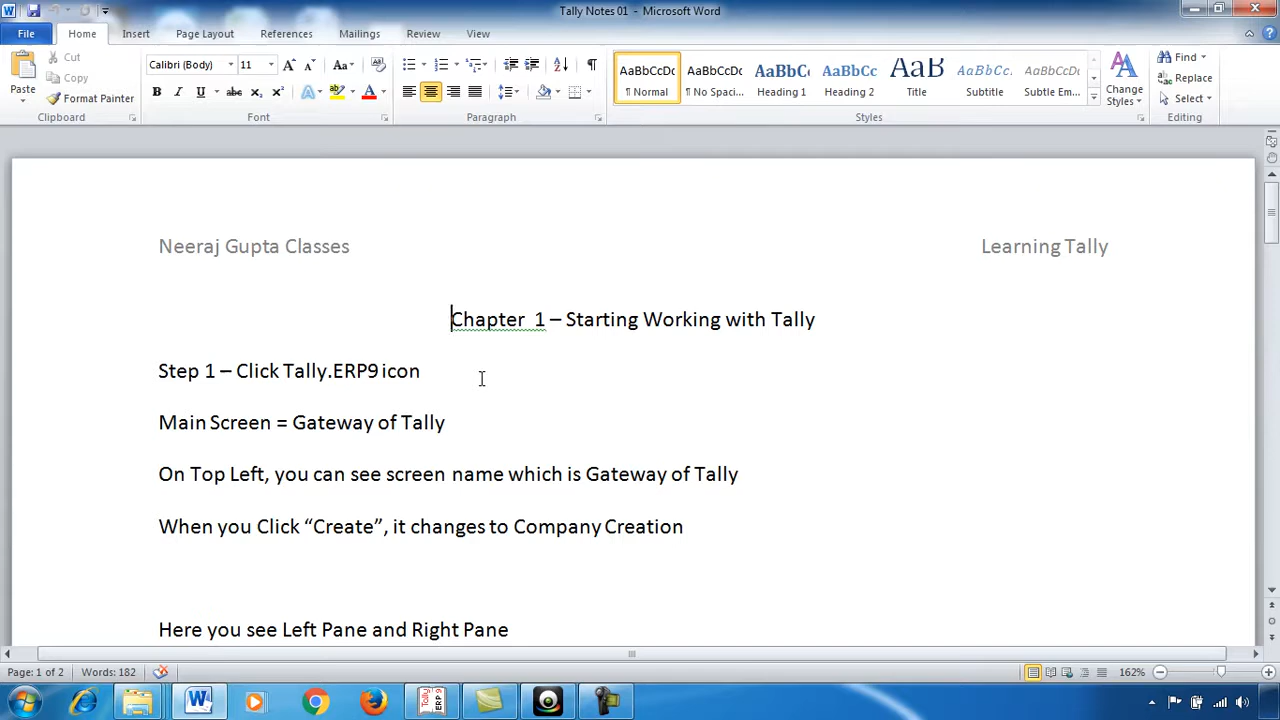 Tally Notes 01 - Microsoft Word
File Home Insert Page Layout References Mailings Review View
Paste
Cut
Copy
Format Painter
Clipboard
Calibri (Body) 11
Font
Paragraph
AaBbCcDc AaBbCcDc AaBbC AaBbCc AaB AaBbCc. AaBbCcDc
¶ Normal ¶ No Spaci... Heading 1 Heading 2 Title Subtitle Subtle Em...
Change Styles
Styles
Find
Replace
Select
Editing
Neeraj Gupta Classes Learning Tally
Chapter 1 – Starting Working with Tally
Step 1 – Click Tally.ERP9 icon
Main Screen = Gateway of Tally
On Top Left, you can see screen name which is Gateway of Tally
When you Click “Create”, it changes to Company Creation
Here you see Left Pane and Right Pane
Page: 1 of 2 Words: 182 162%
Tally ERP 9